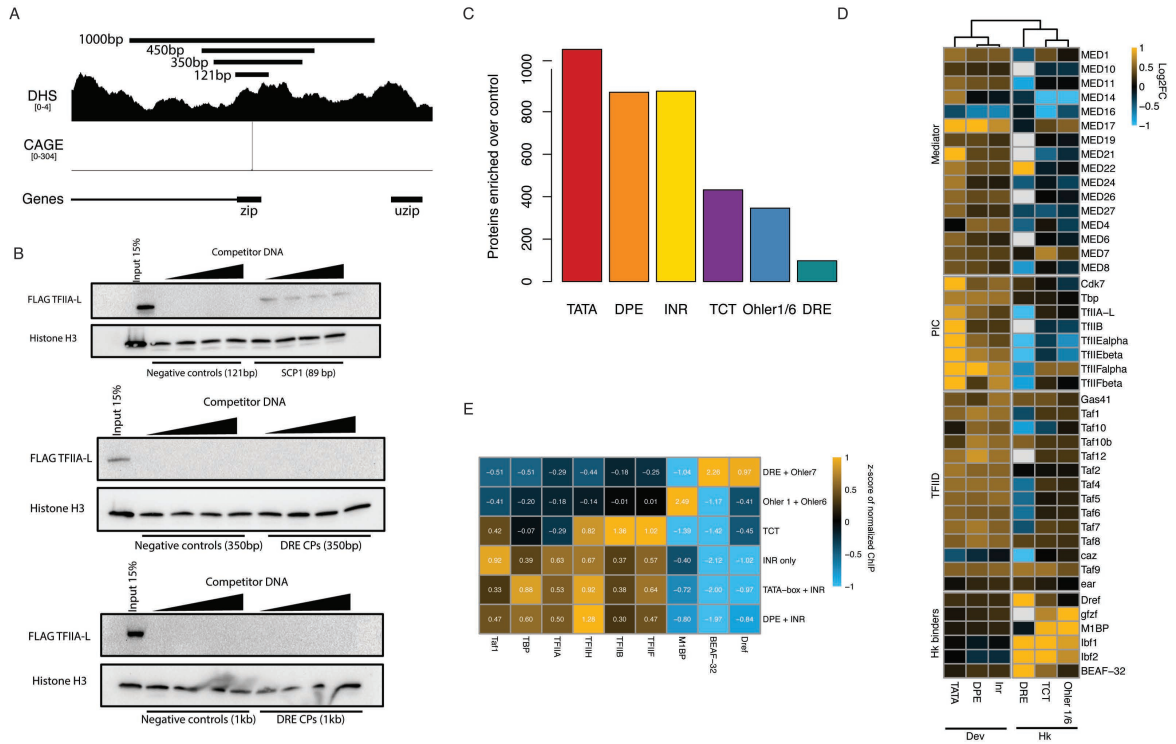 A
1000bp
450bp
350bp
121bp
DHS
[0-4]
CAGE
[0-304]
Genes
zip
uzip
B
Input 15%
Competitor DNA
FLAG TFIIA-L
Histone H3
Negative controls (121bp)
SCP1 (89 bp)
Input 15%
Competitor DNA
FLAG TFIIA-L
Histone H3
Negative controls (350bp)
DRE CPs (350bp)
Input 15%
Competitor DNA
FLAG TFIIA-L
Histone H3
Negative controls (1kb)
DRE CPs (1kb)
C
Proteins enriched over control
1000
800
600
400
200
0
TATA DPE INR TCT Ohler1/6 DRE
D
Mediator
MED1
MED10
MED11
MED14
MED16
MED17
MED19
MED21
MED22
MED24
MED26
MED27
MED4
MED6
MED7
MED8
PIC
Cdk7
Tbp
TfIIA-L
TfIIB
TfIIEalpha
TfIIEbeta
TfIIFalpha
TfIIFbeta
TFIID
Gas41
Taf1
Taf10
Taf10b
Taf12
Taf2
Taf4
Taf5
Taf6
Taf7
Taf8
caz
Taf9
ear
Hk binders
Dref
gfzf
M1BP
Ibf1
Ibf2
BEAF-32
TATA DPE Inr DRE TCT Ohler 1/6
Dev Hk
1
0.5
0
-0.5
-1
Log2FC
E
-0.51 -0.51 -0.29 -0.44 -0.18 -0.25 -1.04 2.28 0.97 DRE + Ohler7
-0.41 -0.20 -0.18 -0.14 -0.01 0.01 2.49 -1.17 -0.41 Ohler 1 + Ohler6
0.42 -0.07 -0.29 0.82 1.36 1.02 -1.39 -1.42 -0.45 TCT
0.92 0.39 0.63 0.67 0.37 0.57 -0.40 -2.12 -1.02 INR only
0.33 0.88 0.53 0.92 0.38 0.64 -0.72 -2.00 -0.97 TATA-box + INR
0.47 0.60 0.50 1.28 0.30 0.47 -0.80 -1.97 -0.84 DPE + INR
Taf1 TBP TFIIA TFIIH TFIIB TFIIF M1BP BEAF-32 Dref
1
0.5
0
-0.5
-1
z-score of normalized ChIP